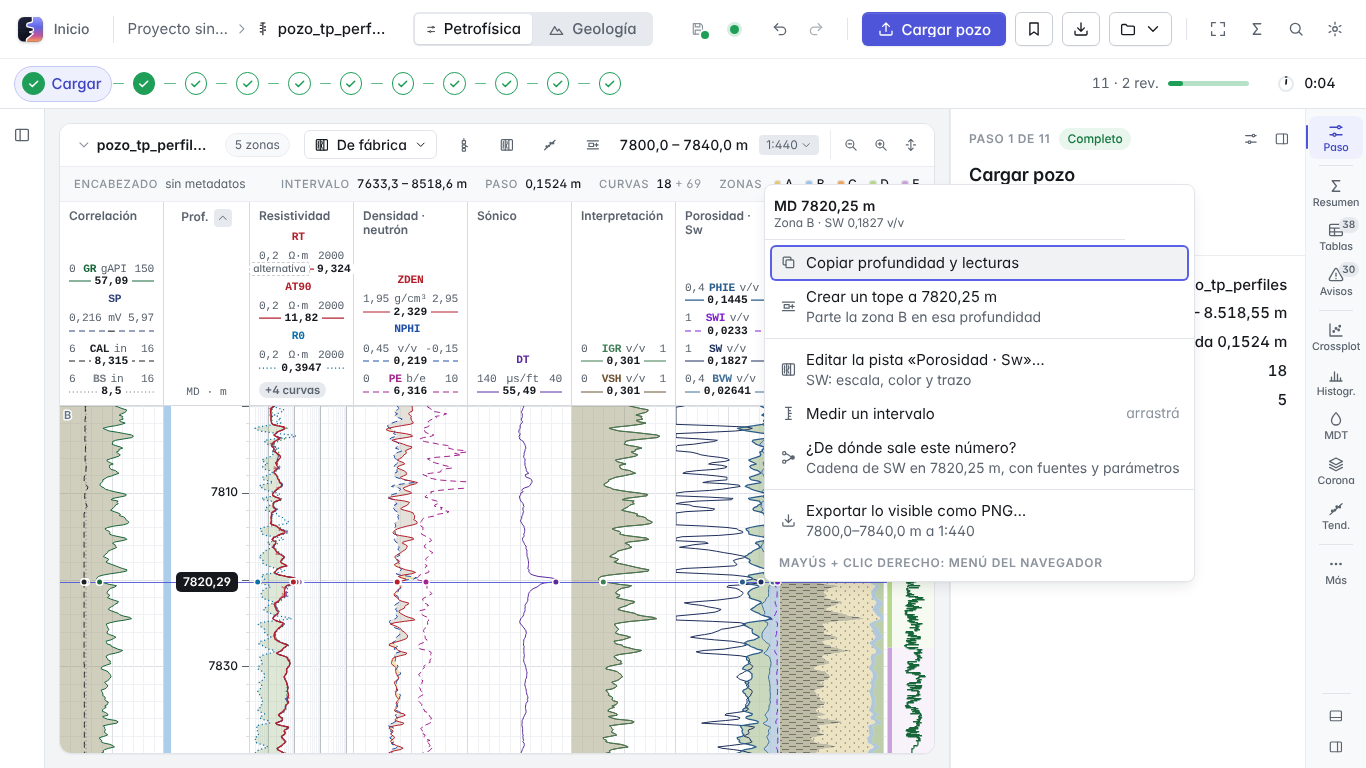 Inicio
Proyecto sin...
pozo_tp_perf...
Petrofísica
Geología
Cargar pozo
Cargar
11 · 2 rev.
0:04
pozo_tp_perfil...
5 zonas
De fábrica
7800,0 – 7840,0 m
1:440
ENCABEZADO sin metadatos
INTERVALO 7633,3 – 8518,6 m
PASO 0,1524 m
CURVAS 18 + 69
ZONAS
Correlación
0 GR gAPI 150
57,09
SP
0,216 mV 5,97
6 CAL in 16
8,315
6 BS in 16
8,5
Prof.
MD · m
Resistividad
RT
0,2 Ω·m 2000
alternativa
9,324
AT90
0,2 Ω·m 2000
11,82
R0
0,2 Ω·m 2000
0,3947
+4 curvas
Densidad ·
neutrón
ZDEN
1,95 g/cm³ 2,95
2,329
NPHI
0,45 v/v -0,15
0,219
0 PE b/e 10
6,316
Sónico
DT
140 µs/ft 40
55,49
Interpretación
0 IGR v/v 1
0,301
0 VSH v/v 1
0,301
Porosidad ·
Sw
0,4 PHIE v/v
0,1445
1 SWI v/v
0,0233
1 SW v/v
0,1827
0,4 BVW v/v
0,02641
B
7810
7820,29
7830
MD 7820,25 m
Zona B · SW 0,1827 v/v
Copiar profundidad y lecturas
Crear un tope a 7820,25 m
Parte la zona B en esa profundidad
Editar la pista «Porosidad · Sw»...
SW: escala, color y trazo
Medir un intervalo
arrastrá
¿De dónde sale este número?
Cadena de SW en 7820,25 m, con fuentes y parámetros
Exportar lo visible como PNG...
7800,0–7840,0 m a 1:440
MAYÚS + CLIC DERECHO: MENÚ DEL NAVEGADOR
PASO 1 DE 11
Completo
Cargar pozo
o_tp_perfiles
– 8.518,55 m
da 0,1524 m
18
5
Paso
Resumen
38
Tablas
30
Avisos
Crossplot
Histogr.
MDT
Corona
Tend.
Más